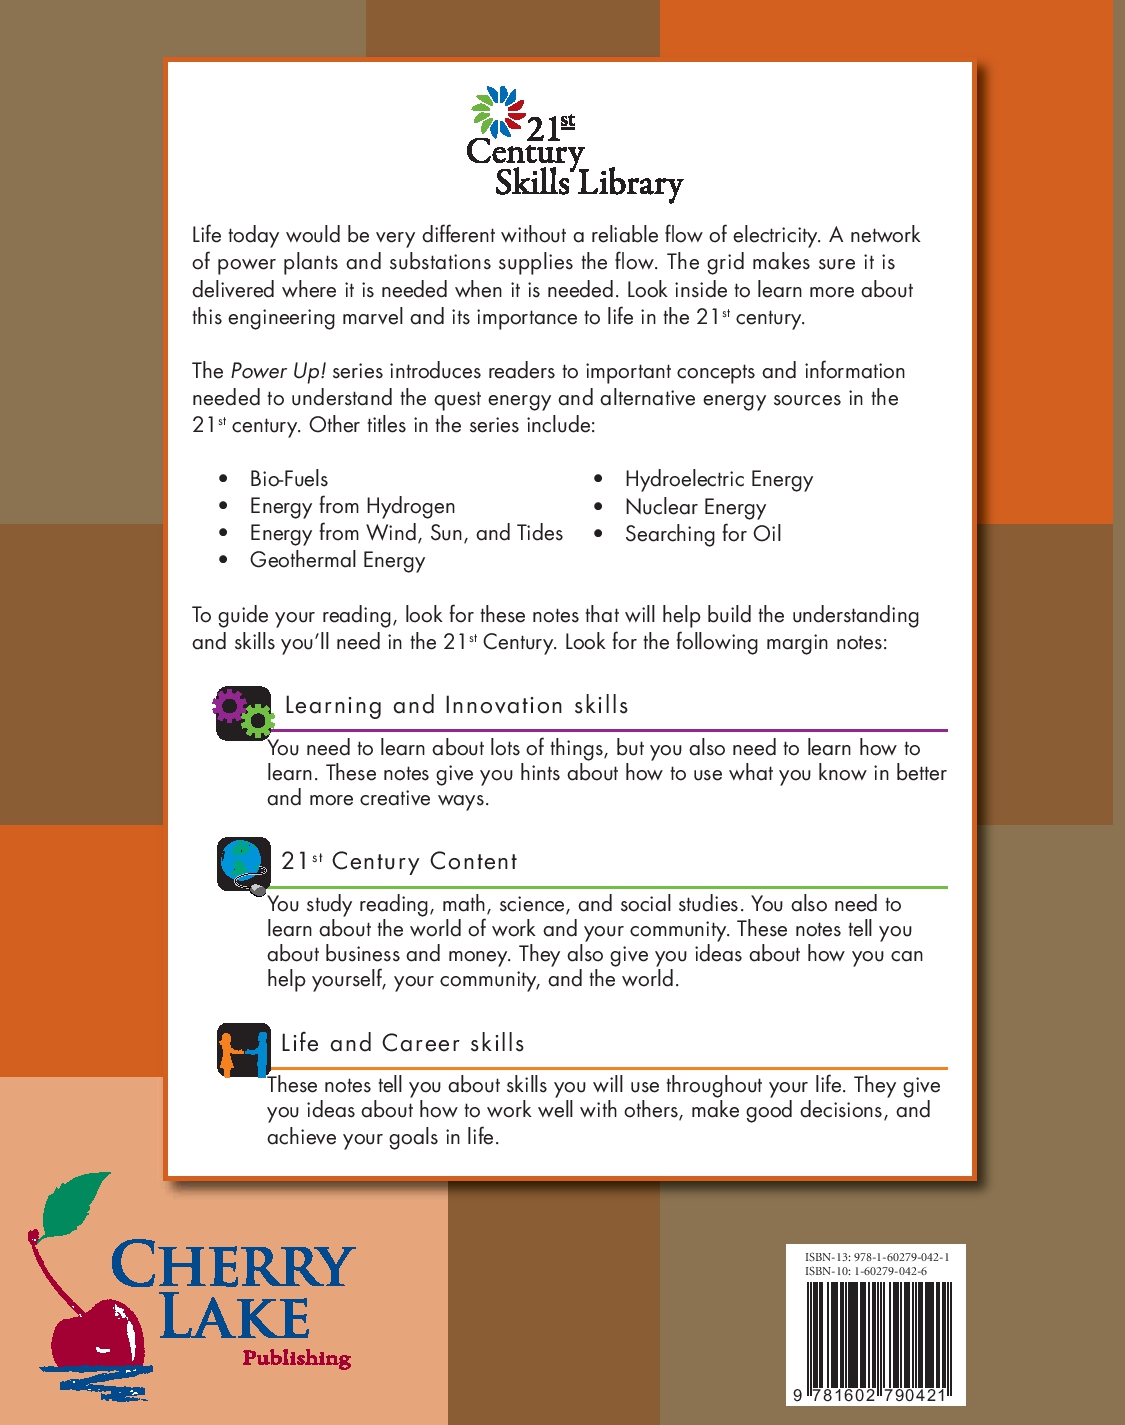 21st
Century
Skills Library
Life today would be very different without a reliable flow of electricity. A network
of power plants and substations supplies the flow. The grid makes sure it is
delivered where it is needed when it is needed. Look inside to learn more about
this engineering marvel and its importance to life in the 21st century.
The Power Up! series introduces readers to important concepts and information
needed to understand the quest energy and alternative energy sources in the
21st century. Other titles in the series include:
• Bio-Fuels
• Energy from Hydrogen
• Energy from Wind, Sun, and Tides
• Geothermal Energy
• Hydroelectric Energy
• Nuclear Energy
• Searching for Oil
To guide your reading, look for these notes that will help build the understanding
and skills you’ll need in the 21st Century. Look for the following margin notes:
Learning and Innovation skills
You need to learn about lots of things, but you also need to learn how to
learn. These notes give you hints about how to use what you know in better
and more creative ways.
21st Century Content
You study reading, math, science, and social studies. You also need to
learn about the world of work and your community. These notes tell you
about business and money. They also give you ideas about how you can
help yourself, your community, and the world.
Life and Career skills
These notes tell you about skills you will use throughout your life. They give
you ideas about how to work well with others, make good decisions, and
achieve your goals in life.
CHERRY
LAKE
Publishing
ISBN-13: 978-1-60279-042-1
ISBN-10: 1-60279-042-6
9 781602 790421